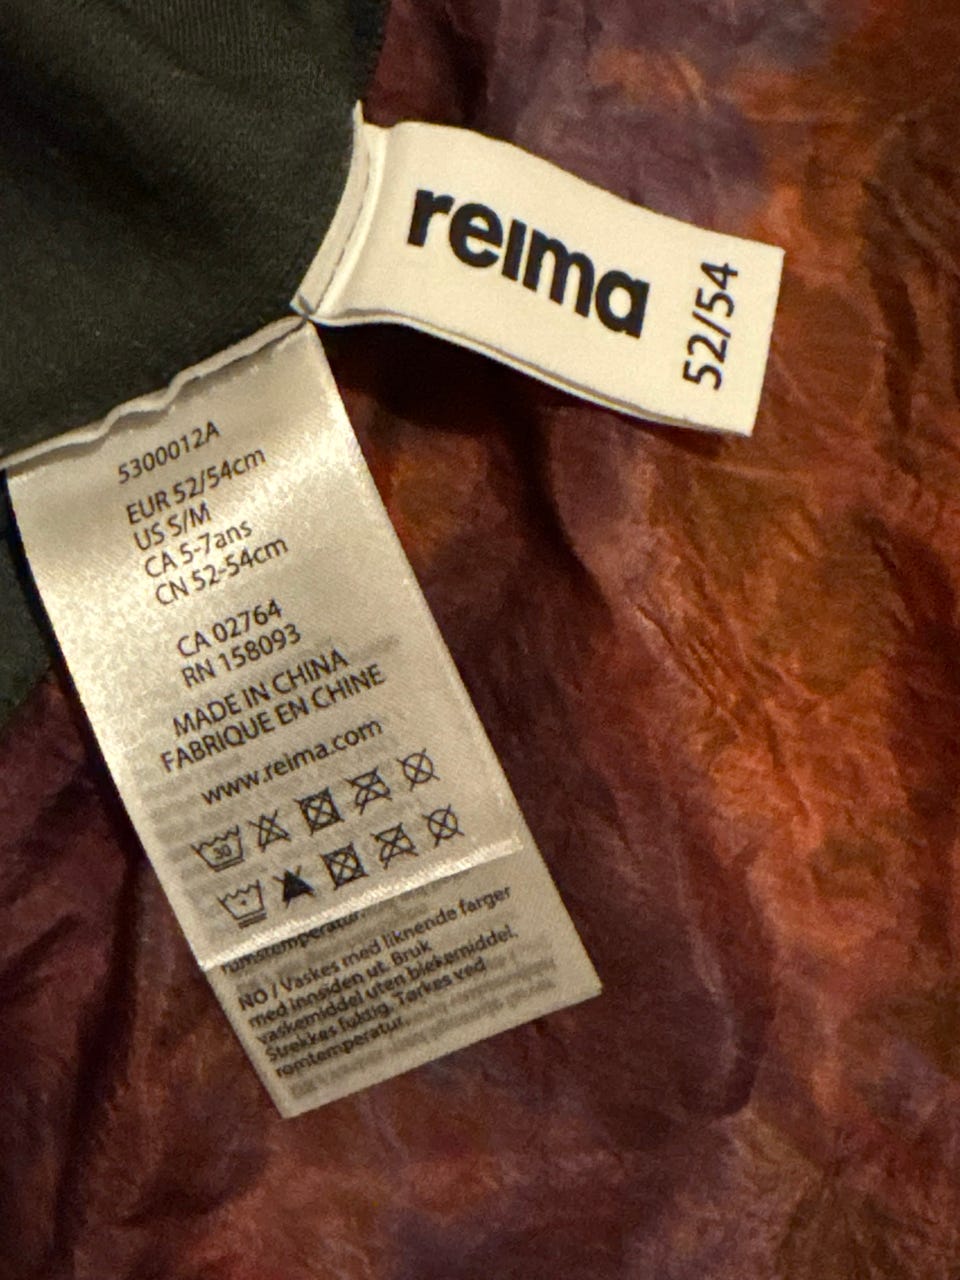 reima
52/54
5300012A
EUR 52/54cm
US S/M
CA 5-7ans
CN 52-54cm
CA 02764
RN 158093
MADE IN CHINA
FABRIQUE EN CHINE
www.reima.com
30
rumstemperatur.
NO / Vaskes med liknende farger
med innsiden ut. Bruk
vaskemiddel uten blekemiddel.
Strekkes fuktig. Tørkes ved
romtemperatur.